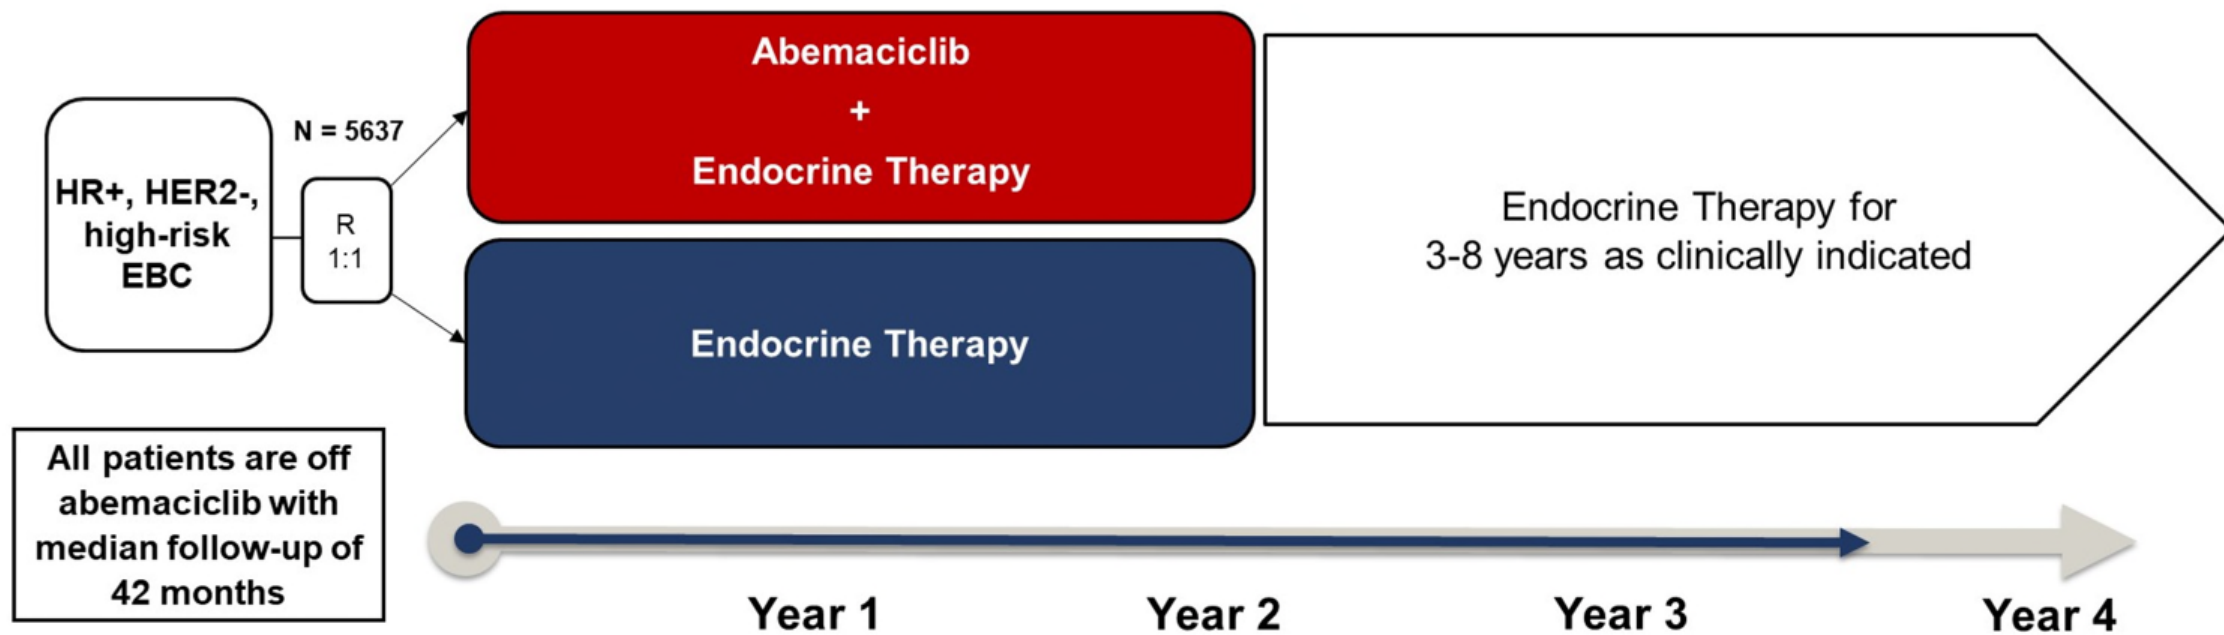 HR+, HER2-,
high-risk
EBC
N = 5637
R
1:1
Abemaciclib
+
Endocrine Therapy
Endocrine Therapy
Endocrine Therapy for
3-8 years as clinically indicated
All patients are off
abemaciclib with
median follow-up of
42 months
Year 1
Year 2
Year 3
Year 4